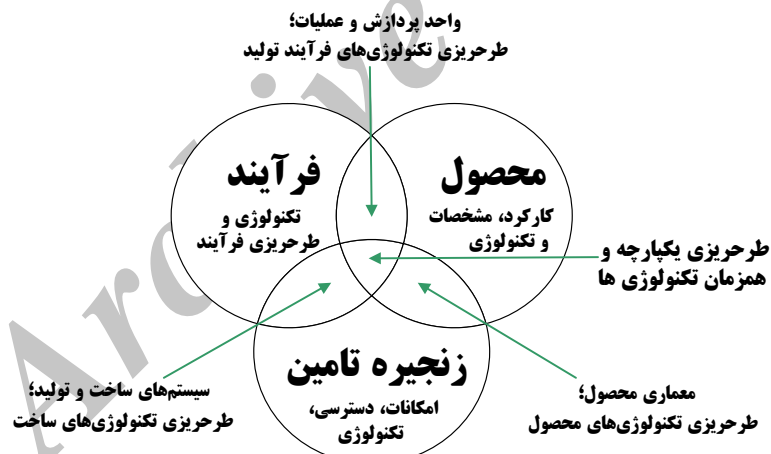 واحد پردازش و عملیات؛
طرحریزی تکنولوژی‌های فرآیند تولید
محصول
کارکرد، مشخصات
و تکنولوژی
فرآیند
تکنولوژی و
طرحریزی فرآیند
طرحریزی یکپارچه و
همزمان تکنولوژی ها
زنجیره تامین
امکانات، دسترسی،
تکنولوژی
معماری محصول؛
طرحریزی تکنولوژی‌های محصول
سیستم‌های ساخت و تولید؛
طرحریزی تکنولوژی‌های ساخت
Archive